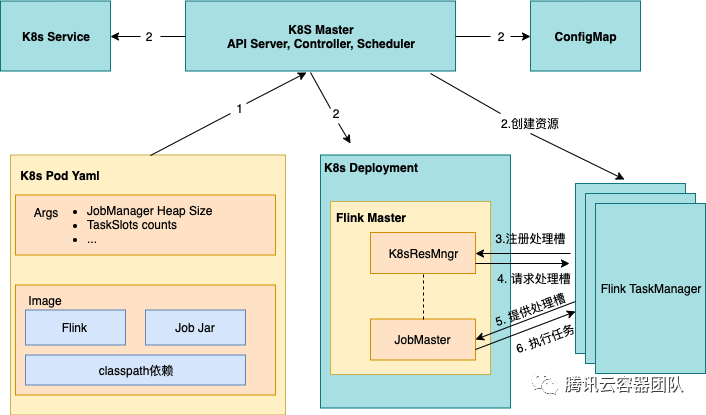 K8s Service
2
K8S Master
API Server, Controller, Scheduler
2
ConfigMap
1
2
2.创建资源
K8s Pod Yaml
Args
• JobManager Heap Size
• TaskSlots counts
• ...
Image
Flink
Job Jar
classpath依赖
K8s Deployment
Flink Master
K8sResMngr
JobMaster
3.注册处理槽
4. 请求处理槽
5. 提供处理槽
6. 执行任务
Flink TaskManager
腾讯云容器团队